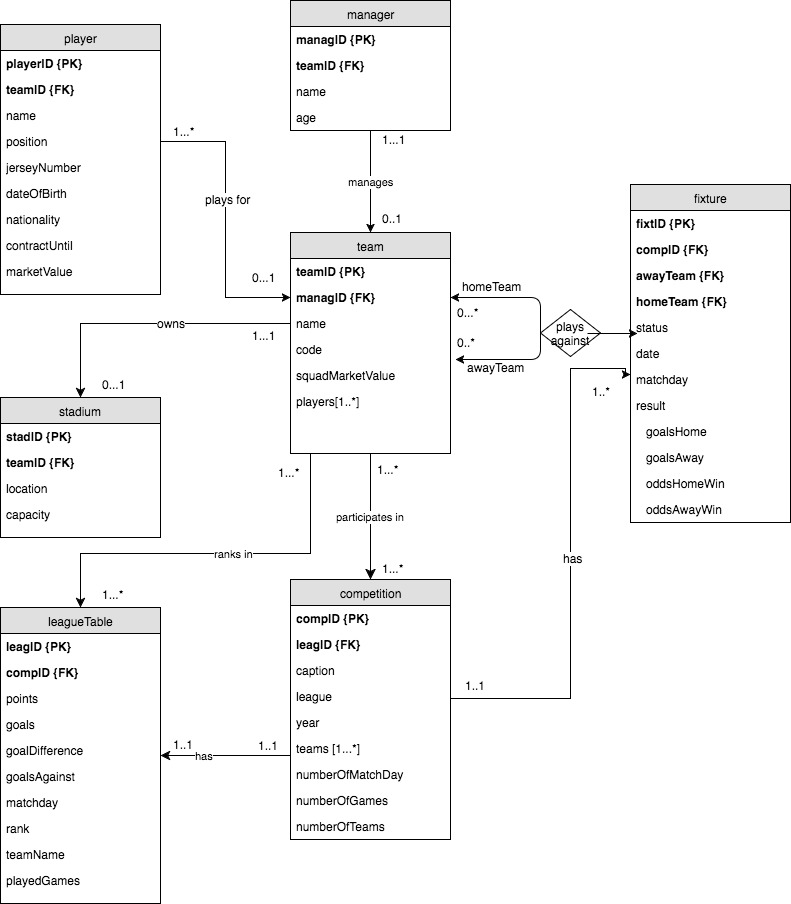 manager
managID {PK}
teamID {FK}
name
age
player
playerID {PK}
teamID {FK}
name
position
jerseyNumber
dateOfBirth
nationality
contractUntil
marketValue
1...*
plays for
0...1
1...1
manages
0..1
team
teamID {PK}
managID {FK}
name
code
squadMarketValue
players[1..*]
homeTeam
0...*
0..*
awayTeam
plays
against
fixture
fixtID {PK}
compID {FK}
awayTeam {FK}
homeTeam {FK}
status
date
matchday
result
goalsHome
goalsAway
oddsHomeWin
oddsAwayWin
owns
1...1
0...1
stadium
stadID {PK}
teamID {FK}
location
capacity
1...*
ranks in
1...*
1...*
participates in
1...*
1..*
has
1..1
leagueTable
leagID {PK}
compID {FK}
points
goals
goalDifference
goalsAgainst
matchday
rank
teamName
playedGames
1..1
has
1..1
competition
compID {PK}
leagID {FK}
caption
league
year
teams [1...*]
numberOfMatchDay
numberOfGames
numberOfTeams